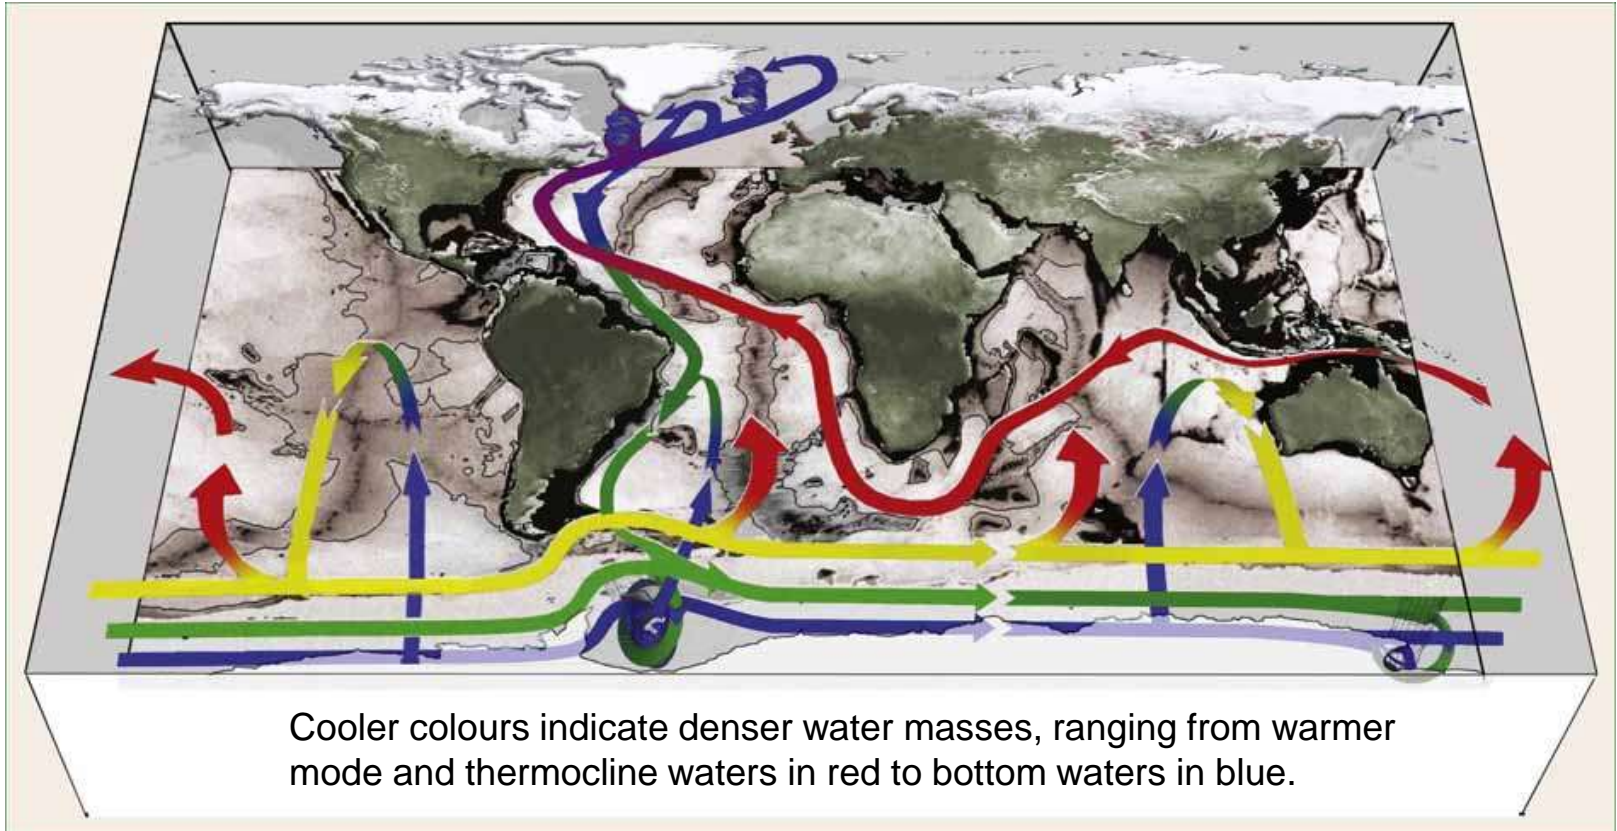 Cooler colours indicate denser water masses, ranging from warmer
mode and thermocline waters in red to bottom waters in blue.